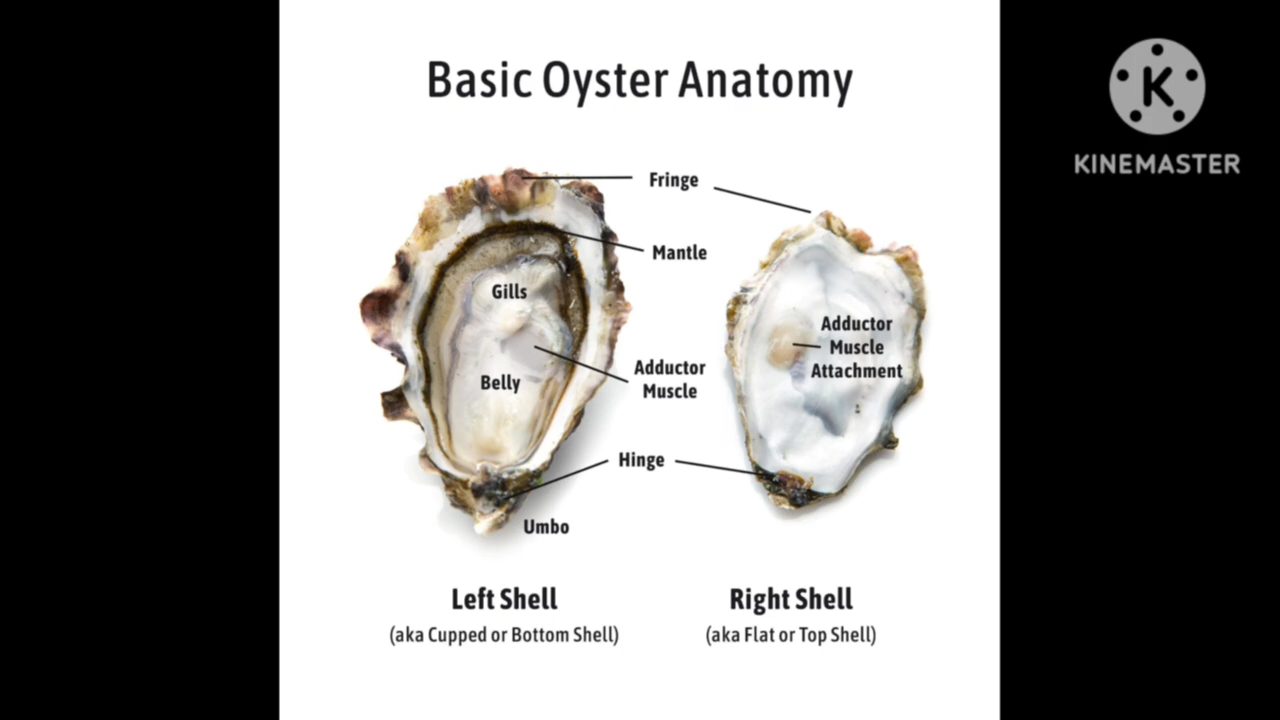 Basic Oyster Anatomy
K
KINEMASTER
Fringe
Mantle
Gills
Adductor
Muscle
Attachment
Adductor
Muscle
Belly
Hinge
Umbo
Left Shell
(aka Cupped or Bottom Shell)
Right Shell
(aka Flat or Top Shell)